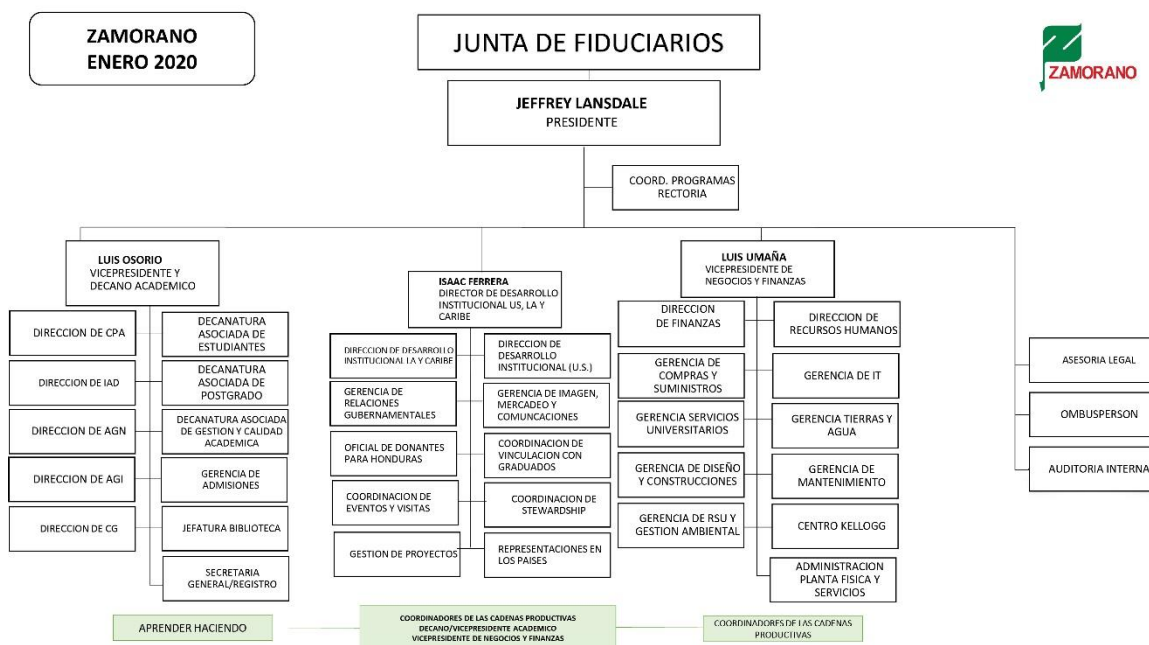 ZAMORANO
ENERO 2020
JUNTA DE FIDUCIARIOS
ZAMORANO
JEFFREY LANSDALE
PRESIDENTE
COORD. PROGRAMAS
RECTORIA
LUIS OSORIO
VICEPRESIDENTE Y
DECANO ACADEMICO
DIRECCION DE CPA
DECANATURA
ASOCIADA DE
ESTUDIANTES
DIRECCION DE IAD
DECANATURA
ASOCIADA DE
POSTGRADO
DIRECCION DE AGN
DECANATURA ASOCIADA
DE GESTION Y CALIDAD
ACADEMICA
DIRECCION DE AGI
GERENCIA DE
ADMISIONES
DIRECCION DE CG
JEFATURA BIBLIOTECA
SECRETARIA
GENERAL/REGISTRO
ISAAC FERRERA
DIRECTOR DE DESARROLLO
INSTITUCIONAL US, LA Y
CARIBE
DIRECCION DE DESARROLLO
INSTITUCIONAL LA Y CARIBE
DIRECCION DE
DESARROLLO
INSTITUCIONAL (U.S.)
GERENCIA DE
RELACIONES
GUBERNAMENTALES
GERENCIA DE IMAGEN,
MERCADEO Y
COMUNCACIONES
OFICIAL DE DONANTES
PARA HONDURAS
COORDINACION DE
VINCULACION CON
GRADUADOS
COORDINACION DE
EVENTOS Y VISITAS
COORDINACION DE
STEWARDSHIP
GESTION DE PROYECTOS
REPRESENTACIONES EN
LOS PAISES
LUIS UMAÑA
VICEPRESIDENTE DE
NEGOCIOS Y FINANZAS
DIRECCION
DE FINANZAS
DIRECCION DE
RECURSOS HUMANOS
GERENCIA DE
COMPRAS Y
SUMINISTROS
GERENCIA DE IT
GERENCIA SERVICIOS
UNIVERSITARIOS
GERENCIA TIERRAS Y
AGUA
GERENCIA DE DISEÑO
Y CONSTRUCCIONES
GERENCIA DE
MANTENIMIENTO
GERENCIA DE RSU Y
GESTION AMBIENTAL
CENTRO KELLOGG
ADMINISTRACION
PLANTA FISICA Y
SERVICIOS
ASESORIA LEGAL
OMBUSPERSON
AUDITORIA INTERNA
APRENDER HACIENDO
COORDINADORES DE LAS CADENAS PRODUCTIVAS
DECANO/VICEPRESIDENTE ACADEMICO
VICEPRESIDENTE DE NEGOCIOS Y FINANZAS
COORDINADORES DE LAS CADENAS
PRODUCTIVAS